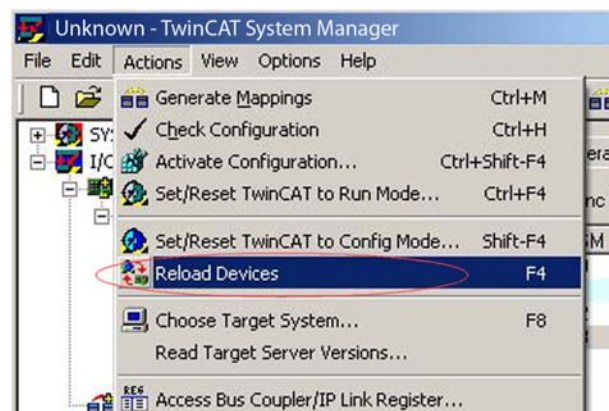 Unknown - TwinCAT System Manager
File Edit Actions View Options Help
Generate Mappings Ctrl+M
Check Configuration Ctrl+H
Activate Configuration... Ctrl+Shift-F4
Set/Reset TwinCAT to Run Mode... Ctrl+F4
Set/Reset TwinCAT to Config Mode... Shift-F4
Reload Devices F4
Choose Target System... F8
Read Target Server Versions...
Access Bus Coupler/IP Link Register...